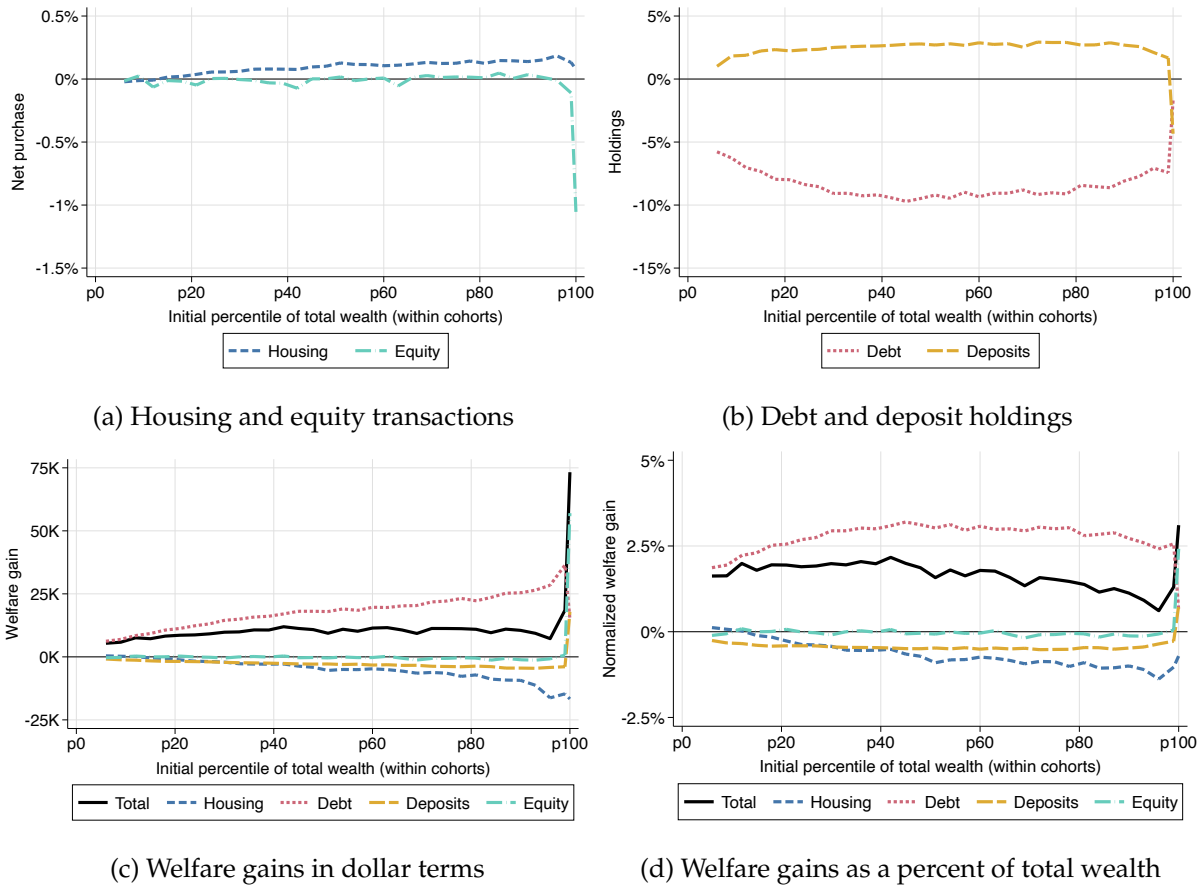 0.5%
0%
-0.5%
-1%
-1.5%
Net purchase
p0 p20 p40 p60 p80 p100
Initial percentile of total wealth (within cohorts)
Housing Equity
(a) Housing and equity transactions
5%
0%
-5%
-10%
-15%
Holdings
p0 p20 p40 p60 p80 p100
Initial percentile of total wealth (within cohorts)
Debt Deposits
(b) Debt and deposit holdings
75K
50K
25K
0K
-25K
Welfare gain
p0 p20 p40 p60 p80 p100
Initial percentile of total wealth (within cohorts)
Total Housing Debt Deposits Equity
(c) Welfare gains in dollar terms
5%
2.5%
0%
-2.5%
Normalized welfare gain
p0 p20 p40 p60 p80 p100
Initial percentile of total wealth (within cohorts)
Total Housing Debt Deposits Equity
(d) Welfare gains as a percent of total wealth